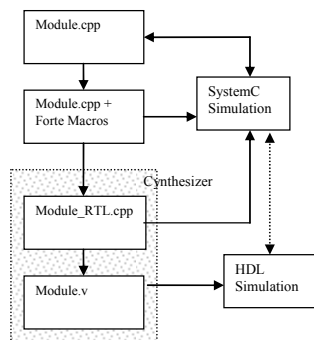 Module.cpp
Module.cpp +
Forte Macros
SystemC
Simulation
Cynthesizer
Module_RTL.cpp
Module.v
HDL
Simulation